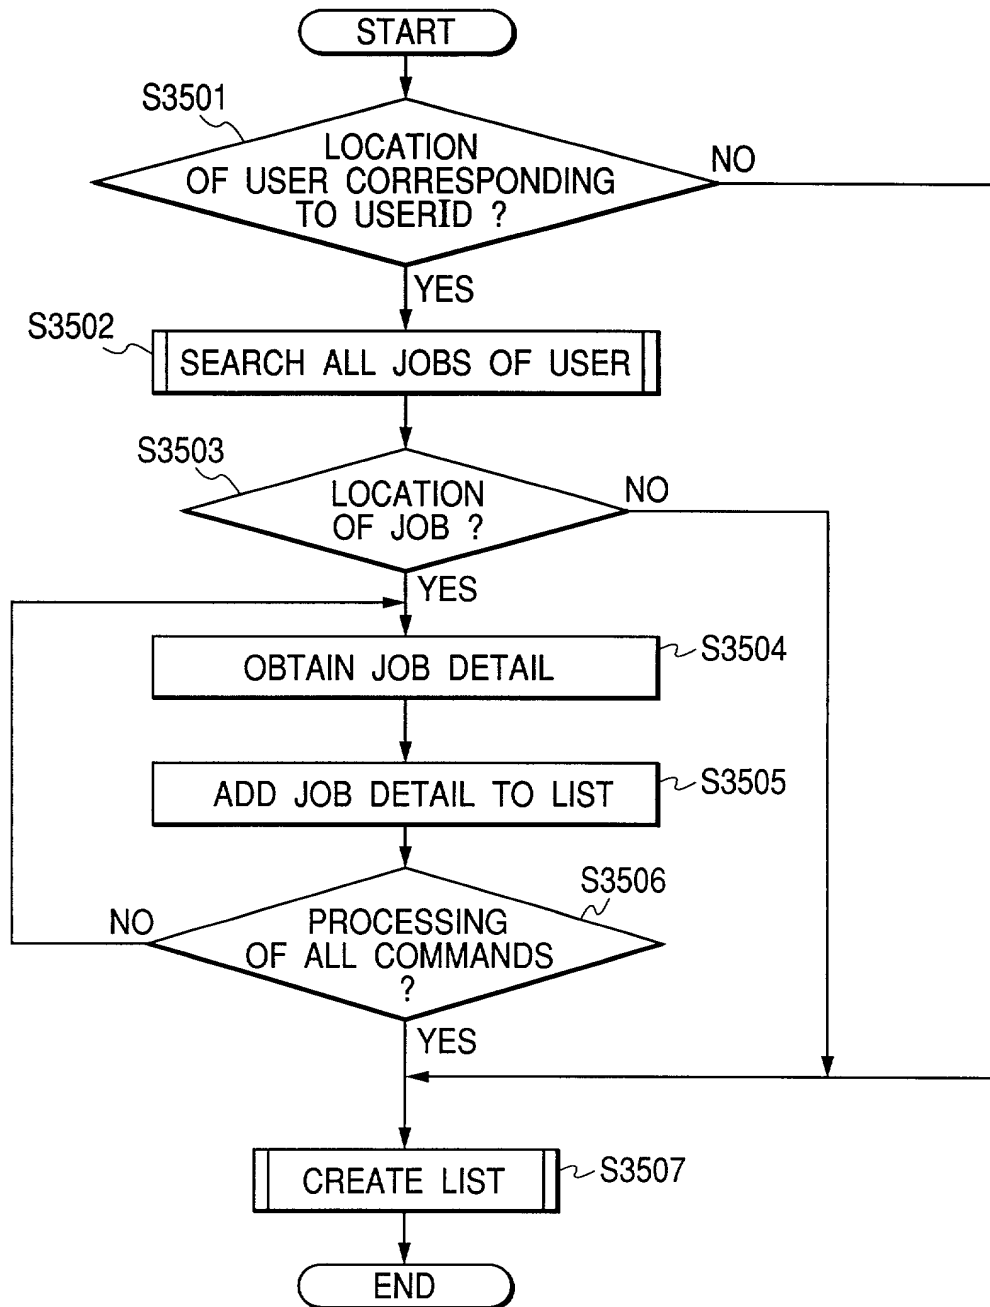 START
S3501
LOCATION
OF USER CORRESPONDING
TO USERID ?
NO
YES
S3502
SEARCH ALL JOBS OF USER
S3503
LOCATION
OF JOB ?
NO
YES
OBTAIN JOB DETAIL
S3504
ADD JOB DETAIL TO LIST
S3505
S3506
PROCESSING
OF ALL COMMANDS
?
NO
YES
CREATE LIST
S3507
END